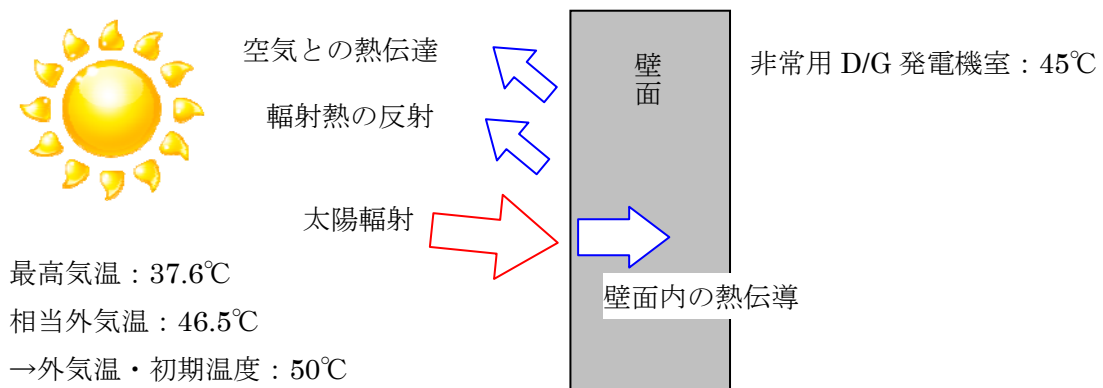 空気との熱伝達
輻射熱の反射
太陽輻射
最高気温：37.6℃
相当外気温：46.5℃
→外気温・初期温度：50℃
壁面
壁面内の熱伝導
非常用 D/G 発電機室：45℃